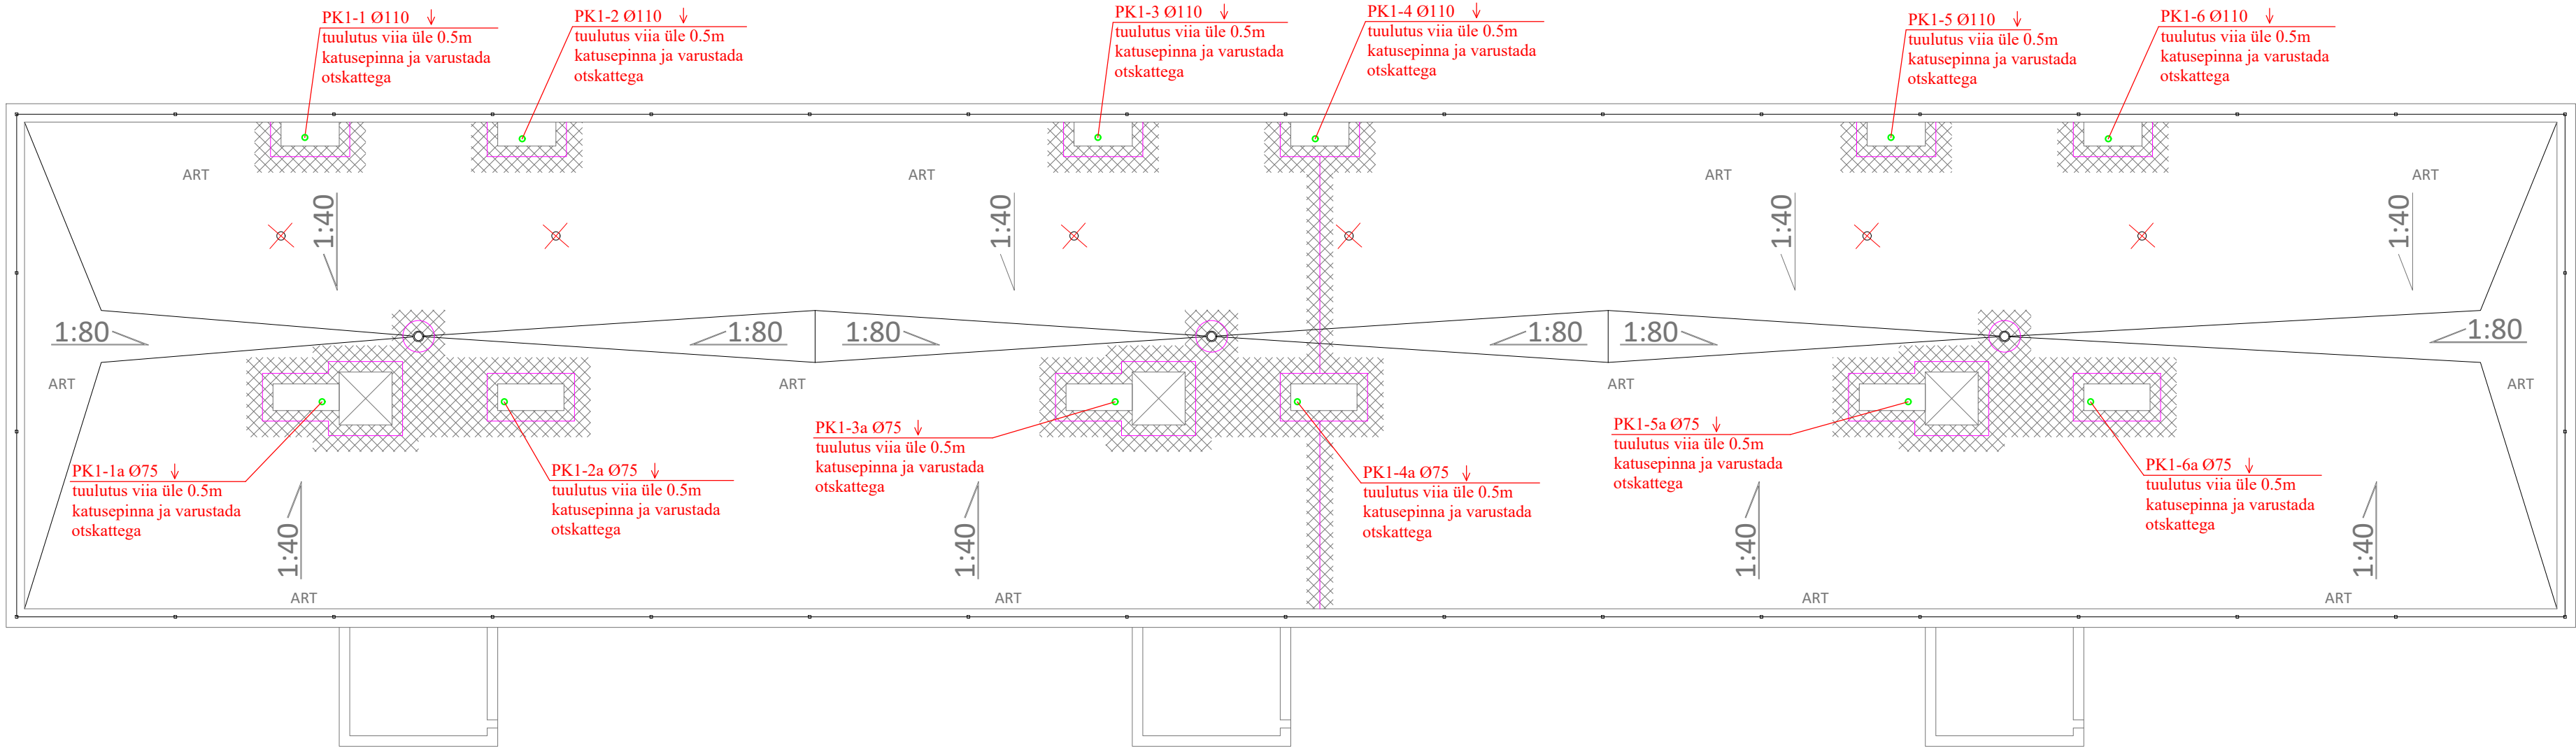 PK1-1 Ø110 ↓
tuulutus viia üle 0.5m
katusepinna ja varustada
otskattega
PK1-2 Ø110 ↓
tuulutus viia üle 0.5m
katusepinna ja varustada
otskattega
PK1-3 Ø110 ↓
tuulutus viia üle 0.5m
katusepinna ja varustada
otskattega
PK1-4 Ø110 ↓
tuulutus viia üle 0.5m
katusepinna ja varustada
otskattega
PK1-5 Ø110 ↓
tuulutus viia üle 0.5m
katusepinna ja varustada
otskattega
PK1-6 Ø110 ↓
tuulutus viia üle 0.5m
katusepinna ja varustada
otskattega
ART
ART
ART
ART
1:40
1:40
1:40
1:40
1:80
1:80
1:80
1:80
1:80
1:80
ART
ART
ART
ART
PK1-1a Ø75 ↓
tuulutus viia üle 0.5m
katusepinna ja varustada
otskattega
PK1-2a Ø75 ↓
tuulutus viia üle 0.5m
katusepinna ja varustada
otskattega
PK1-3a Ø75 ↓
tuulutus viia üle 0.5m
katusepinna ja varustada
otskattega
PK1-4a Ø75 ↓
tuulutus viia üle 0.5m
katusepinna ja varustada
otskattega
PK1-5a Ø75 ↓
tuulutus viia üle 0.5m
katusepinna ja varustada
otskattega
PK1-6a Ø75 ↓
tuulutus viia üle 0.5m
katusepinna ja varustada
otskattega
1:40
1:40
1:40
1:40
ART
ART
ART
ART